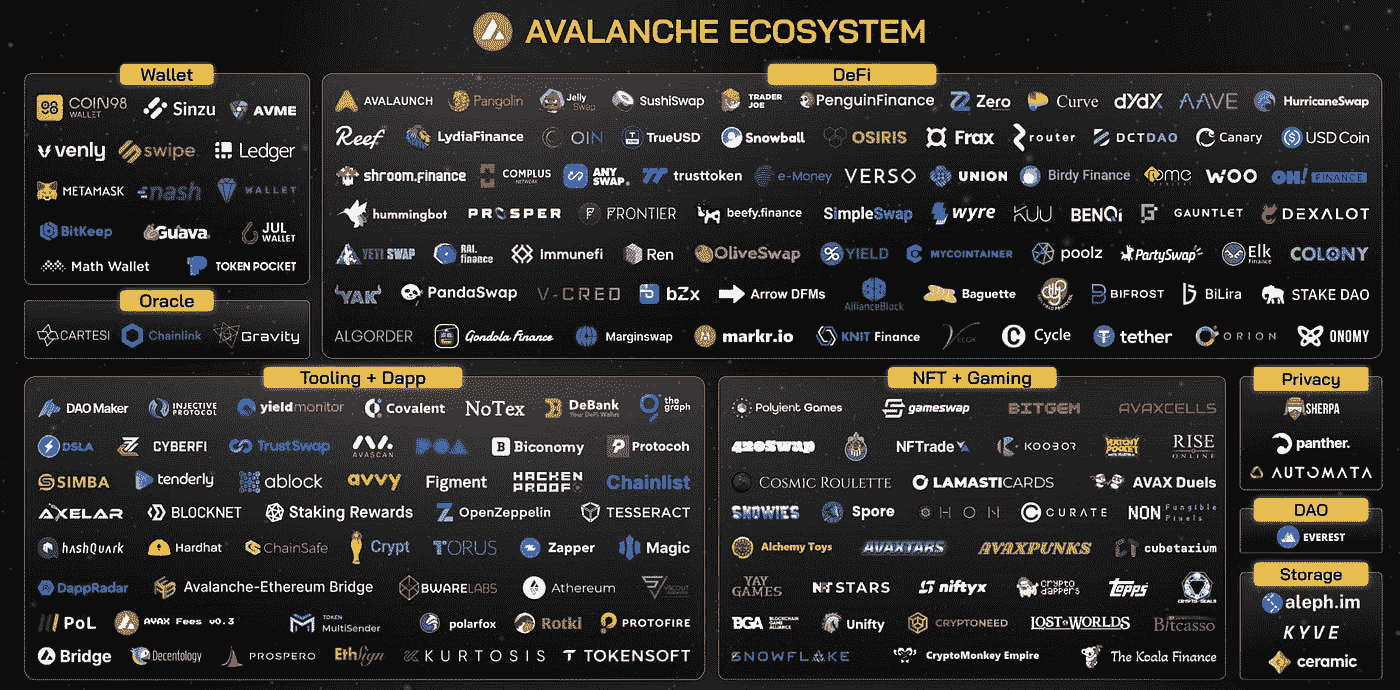 AVALANCHE ECOSYSTEM
Wallet
COIN98 WALLET Sinzu AVME
venly swipe Ledger
METAMASK nash WALLET
BitKeep Guava JUL WALLET
Math Wallet TOKEN POCKET
Oracle
CARTESI Chainlink Gravity
DeFi
AVALAUNCH Pangolin Jelly Swap SushiSwap TRADER JOE PenguinFinance Zero Curve dYdX AAVE HurricaneSwap
Reef LydiaFinance OIN TrueUSD Snowball OSIRIS Frax router DCTDAO Canary USD Coin
shroom.finance COMPLUS NETWORK ANY SWAP. trusttoken e-Money VERSO UNION Birdy Finance WOO OH! FINANCE
hummingbot PROSPER FRONTIER beefy.finance SimpleSwap wyre KUU BENQi GAUNTLET DEXALOT
YETI SWAP RAI. finance Immunefi Ren OliveSwap YIELD MYCOINTAINER poolz PartySwap Elk Finance COLONY
YAK PandaSwap V-CRED bZx Arrow DFMs AllianceBlock Baguette BIFROST BiLira STAKE DAO
ALGORDER Gondola Finance Marginswap markr.io KNIT Finance Cycle tether ORION ONOMY
Tooling + Dapp
DAO Maker INJECTIVE PROTOCOL yieldmonitor Covalent NoTex DeBank Your DeFi Wallet the graph
DSLA CYBERFI TrustSwap AVASCAN POA Biconomy Protocoh
SIMBA tenderly ablock avvy Figment HACKEN PROOF Chainlist
AXELAR BLOCKNET Staking Rewards OpenZeppelin TESSERACT
hashQuark Hardhat ChainSafe Crypt TORUS Zapper Magic
DappRadar Avalanche-Ethereum Bridge BWARELABS Athereum
PoL AVAX Fees v0.3 TOKEN MultiSender polarfox Rotki PROTOFIRE
Bridge Decentology PROSPERO EthSign KURTOSIS TOKENSOFT
NFT + Gaming
Polyient Games gameswap BITGEM AVAXCELLS
420Swap NFTrade KOOBOR HATCHY POCKET RISE ONLINE
COSMIC ROULETTE LAMASTICARDS AVAX Duels
SNOWIES Spore OHON CURATE NON Fungible Pixels
Alchemy Toys AVAXTARS AVAXPUNKS cubetarium
YAY GAMES NFTSTARS niftyx crypto dappers Topps CRYPTO-SEALS
BGA BLOCKCHAIN GAME ALLIANCE Unifty CRYPTONEED LOST WORLDS Bitcasso
SNOWFLAKE CryptoMonkey Empire The Koala Finance
Privacy
SHERPA
panther.
AUTOMATA
DAO
EVEREST
Storage
aleph.im
KYVE
ceramic